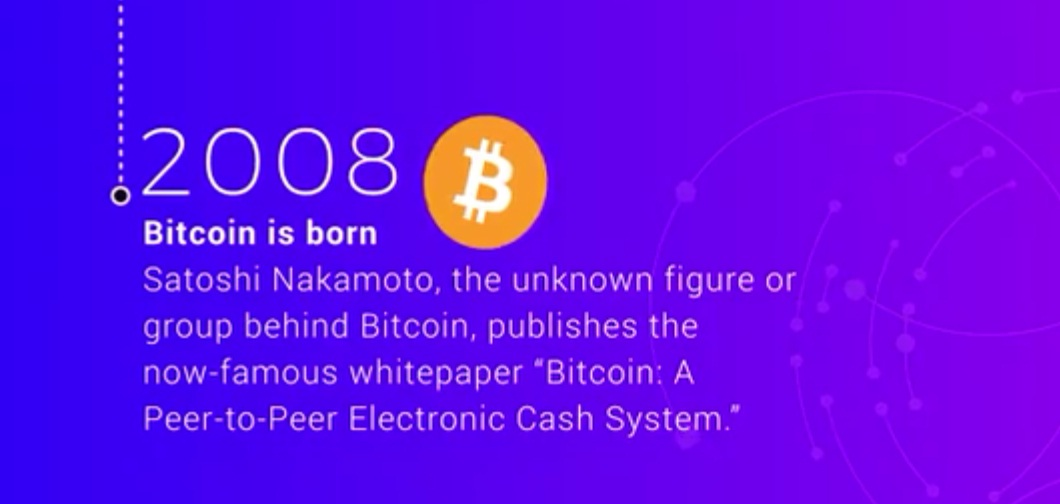 2008
Bitcoin is born
Satoshi Nakamoto, the unknown figure or
group behind Bitcoin, publishes the
now-famous whitepaper “Bitcoin: A
Peer-to-Peer Electronic Cash System.”